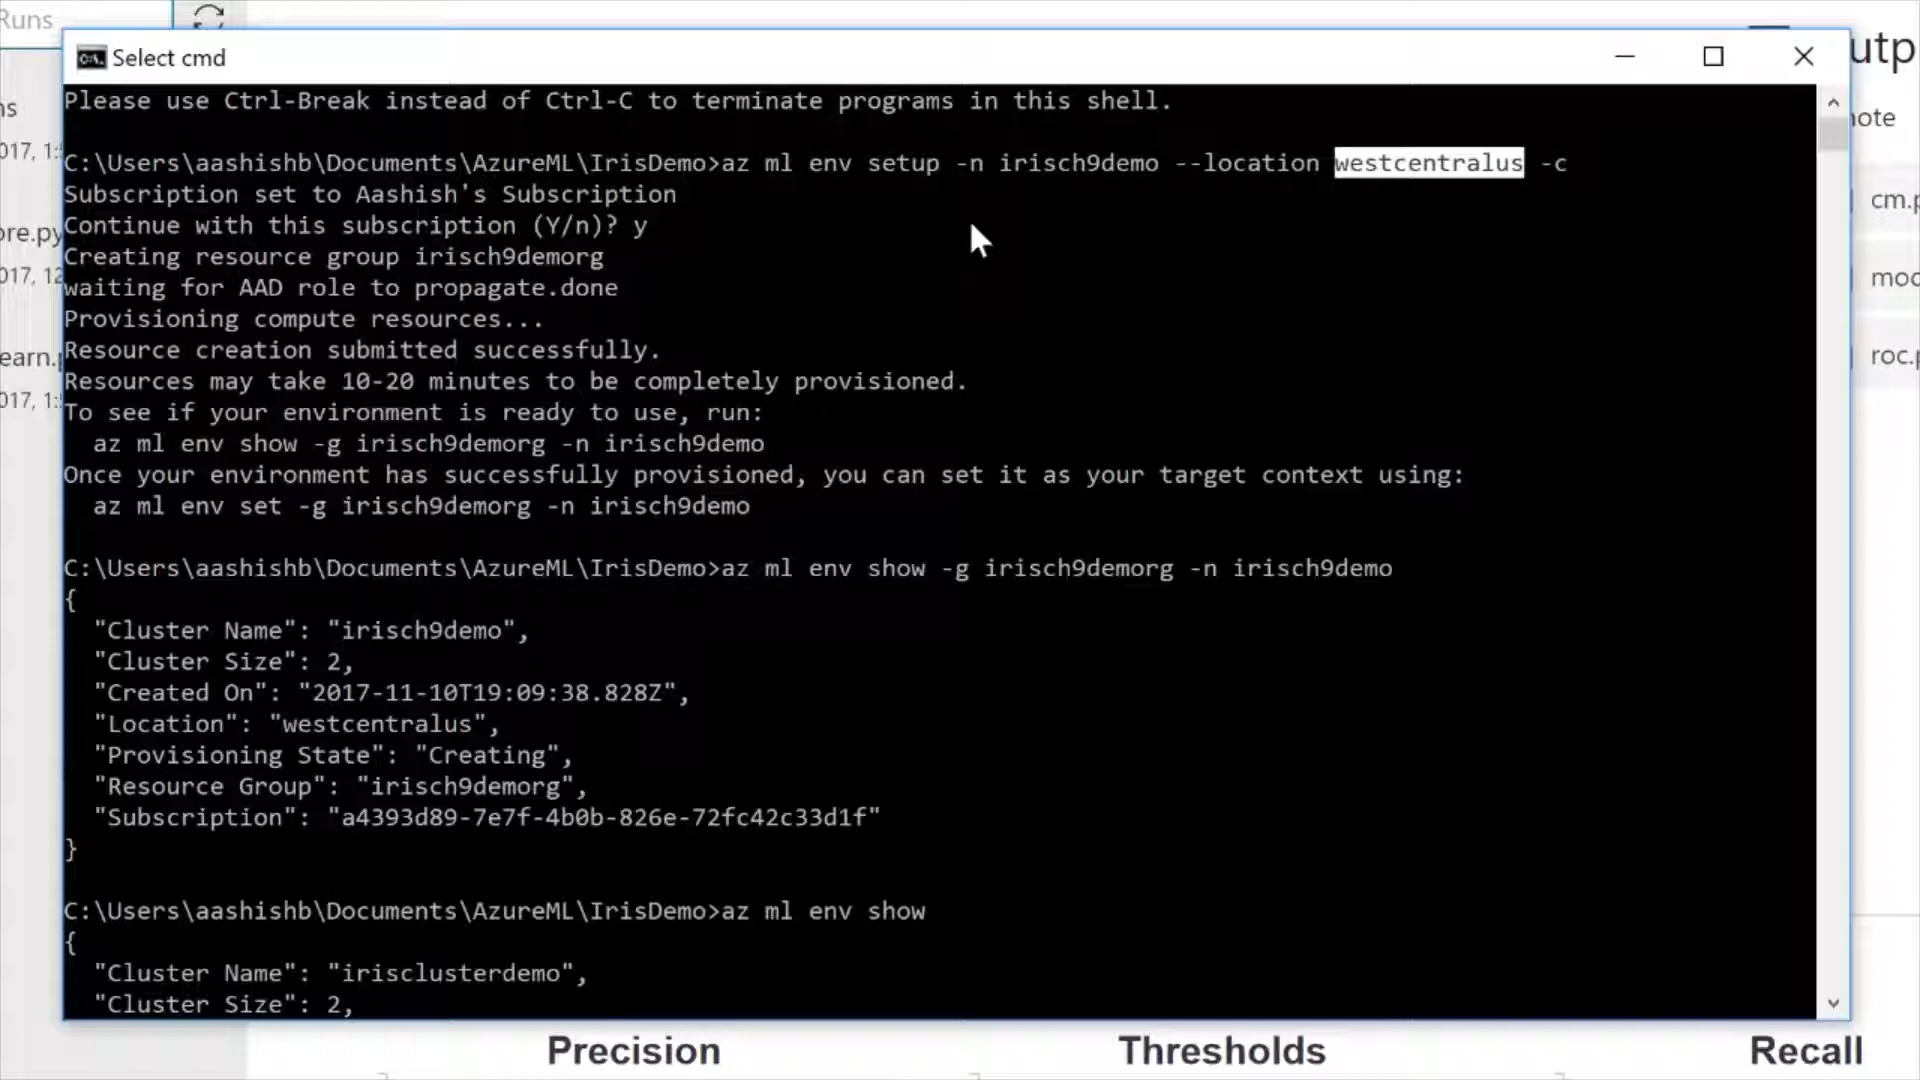 Runs
Select cmd
Please use Ctrl-Break instead of Ctrl-C to terminate programs in this shell.
C:\Users\aashishb\Documents\AzureML\IrisDemo>az ml env setup -n irisch9demo --location westcentralus -c
Subscription set to Aashish's Subscription
Continue with this subscription (Y/n)? y
Creating resource group irisch9demorg
waiting for AAD role to propagate.done
Provisioning compute resources...
Resource creation submitted successfully.
Resources may take 10-20 minutes to be completely provisioned.
To see if your environment is ready to use, run:
az ml env show -g irisch9demorg -n irisch9demo
Once your environment has successfully provisioned, you can set it as your target context using:
az ml env set -g irisch9demorg -n irisch9demo
C:\Users\aashishb\Documents\AzureML\IrisDemo>az ml env show -g irisch9demorg -n irisch9demo
{
"Cluster Name": "irisch9demo",
"Cluster Size": 2,
"Created On": "2017-11-10T19:09:38.828Z",
"Location": "westcentralus",
"Provisioning State": "Creating",
"Resource Group": "irisch9demorg",
"Subscription": "a4393d89-7e7f-4b0b-826e-72fc42c33d1f"
}
C:\Users\aashishb\Documents\AzureML\IrisDemo>az ml env show
{
"Cluster Name": "irisclusterdemo",
"Cluster Size": 2,
Precision
Thresholds
Recall